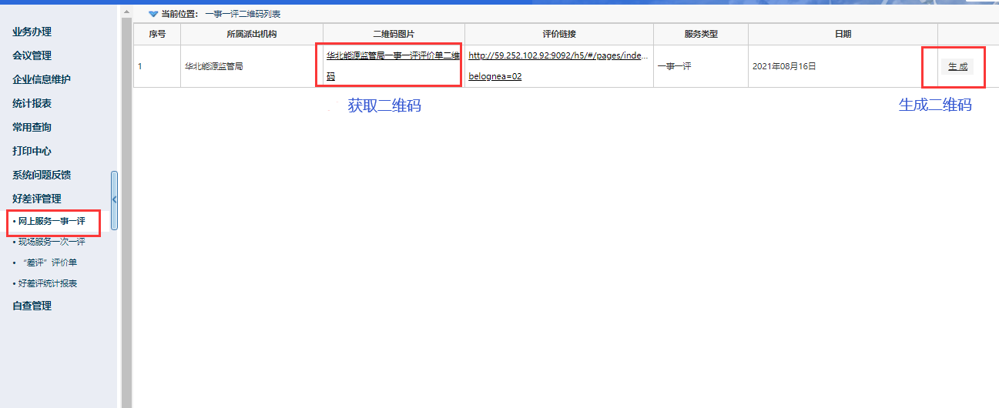 当前位置： 一事一评二维码列表
业务办理
会议管理
企业信息维护
统计报表
常用查询
打印中心
系统问题反馈
好差评管理
• 网上服务一事一评
• 现场服务一次一评
• “差评”评价单
• 好差评统计报表
自查管理
序号 所属派出机构 二维码图片 评价链接 服务类型 日期
1 华北能源监管局 华北能源监管局一事一评评价单二维码 http://59.252.102.92:9092/h5/#/pages/inde... 一事一评 2021年08月16日 生 成
belognea=02
获取二维码 生成二维码